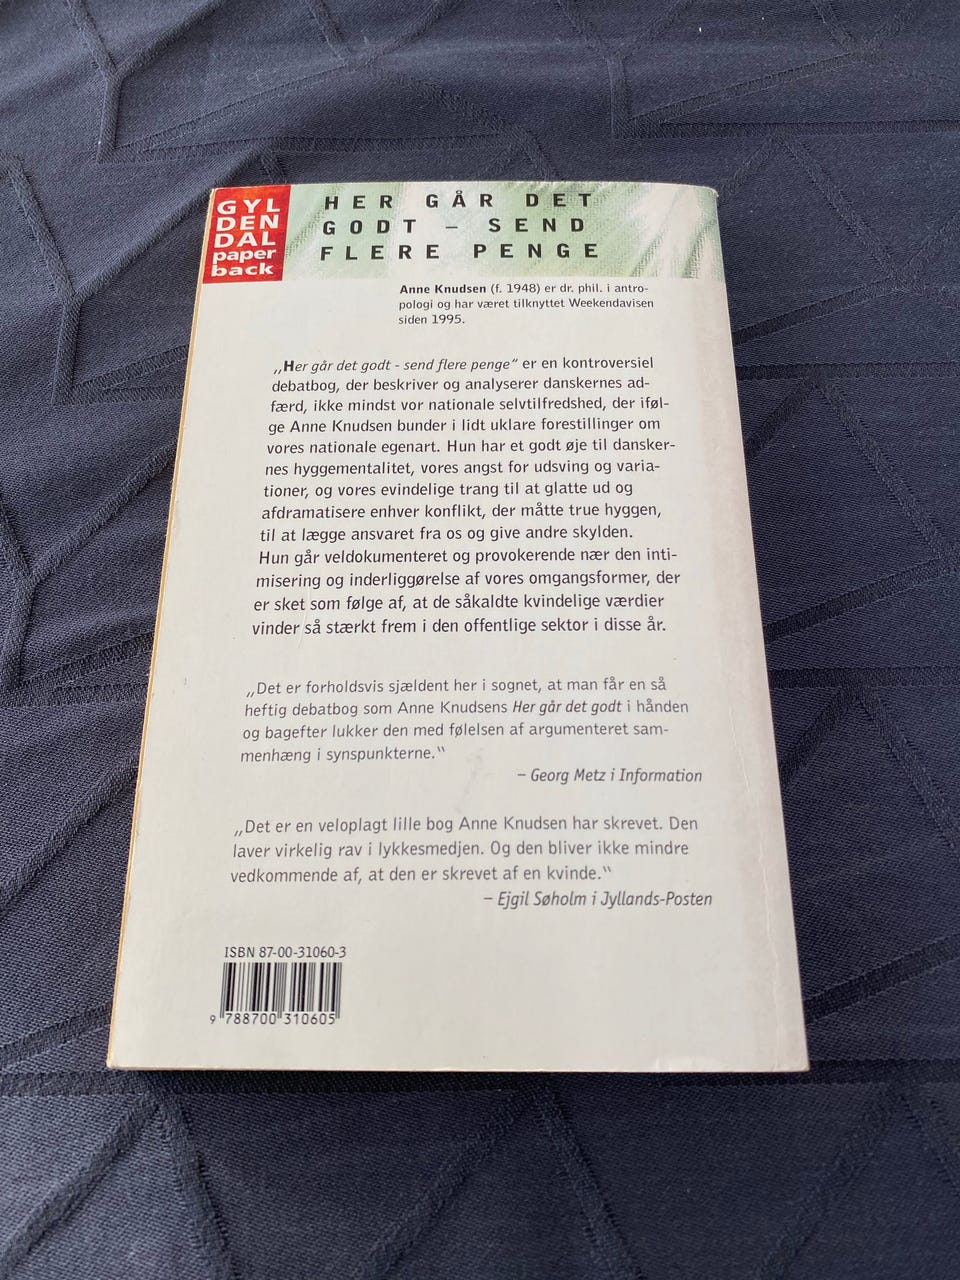 GYL
DEN
DAL
paper
back
HER GÅR DET
GODT – SEND
FLERE PENGE
Anne Knudsen (f. 1948) er dr. phil. i antro-
pologi og har været tilknyttet Weekendavisen
siden 1995.
„Her går det godt - send flere penge“ er en kontroversiel
debatbog, der beskriver og analyserer danskernes ad-
færd, ikke mindst vor nationale selvtilfredshed, der iføl-
ge Anne Knudsen bunder i lidt uklare forestillinger om
vores nationale egenart. Hun har et godt øje til dansker-
nes hyggementalitet, vores angst for udsving og varia-
tioner, og vores evindelige trang til at glatte ud og
afdramatisere enhver konflikt, der måtte true hyggen,
til at lægge ansvaret fra os og give andre skylden.
Hun går veldokumenteret og provokerende nær den inti-
misering og inderliggørelse af vores omgangsformer, der
er sket som følge af, at de såkaldte kvindelige værdier
vinder så stærkt frem i den offentlige sektor i disse år.
„Det er forholdsvis sjældent her i sognet, at man får en så
heftig debatbog som Anne Knudsens Her går det godt i hånden
og bagefter lukker den med følelsen af argumenteret sam-
menhæng i synspunkterne.“
– Georg Metz i Information
„Det er en veloplagt lille bog Anne Knudsen har skrevet. Den
laver virkelig rav i lykkesmedjen. Og den bliver ikke mindre
vedkommende af, at den er skrevet af en kvinde.“
– Ejgil Søholm i Jyllands-Posten
ISBN 87-00-31060-3
9 788700 310605